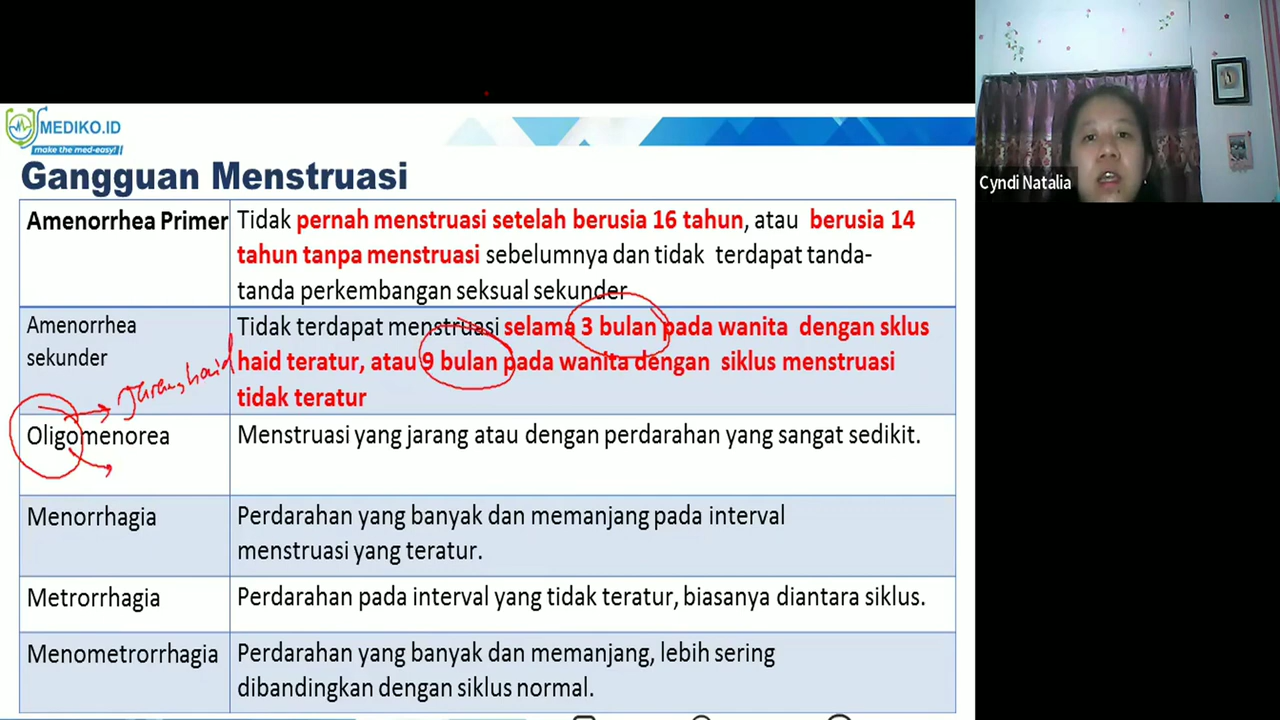 MEDIKO.ID
make the med-easy!
Gangguan Menstruasi
Amenorrhea Primer
Tidak pernah menstruasi setelah berusia 16 tahun, atau berusia 14
tahun tanpa menstruasi sebelumnya dan tidak terdapat tanda-
tanda perkembangan seksual sekunder
Amenorrhea
sekunder
Tidak terdapat menstruasi selama 3 bulan pada wanita dengan sklus
haid teratur, atau 9 bulan pada wanita dengan siklus menstruasi
tidak teratur
Jarang haid
Oligomenorea
Menstruasi yang jarang atau dengan perdarahan yang sangat sedikit.
Menorrhagia
Perdarahan yang banyak dan memanjang pada interval
menstruasi yang teratur.
Metrorrhagia
Perdarahan pada interval yang tidak teratur, biasanya diantara siklus.
Menometrorrhagia
Perdarahan yang banyak dan memanjang, lebih sering
dibandingkan dengan siklus normal.
Cyndi Natalia